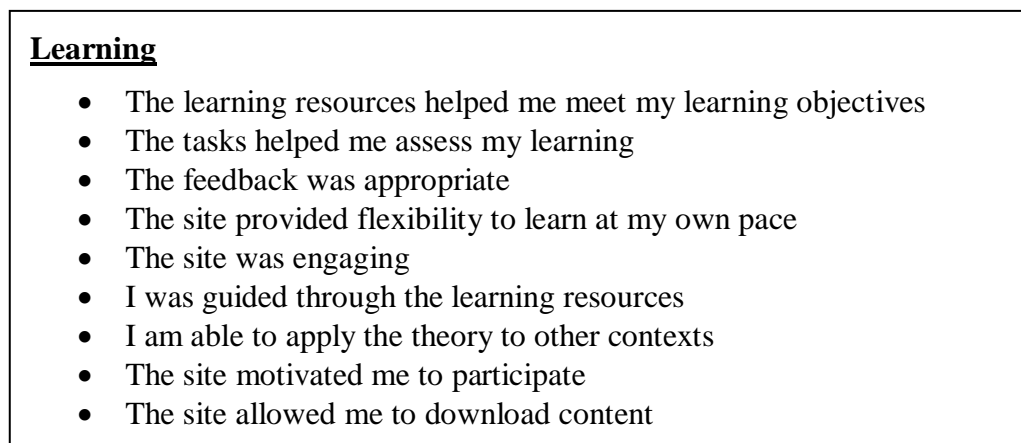 Learning
• The learning resources helped me meet my learning objectives
• The tasks helped me assess my learning
• The feedback was appropriate
• The site provided flexibility to learn at my own pace
• The site was engaging
• I was guided through the learning resources
• I am able to apply the theory to other contexts
• The site motivated me to participate
• The site allowed me to download content